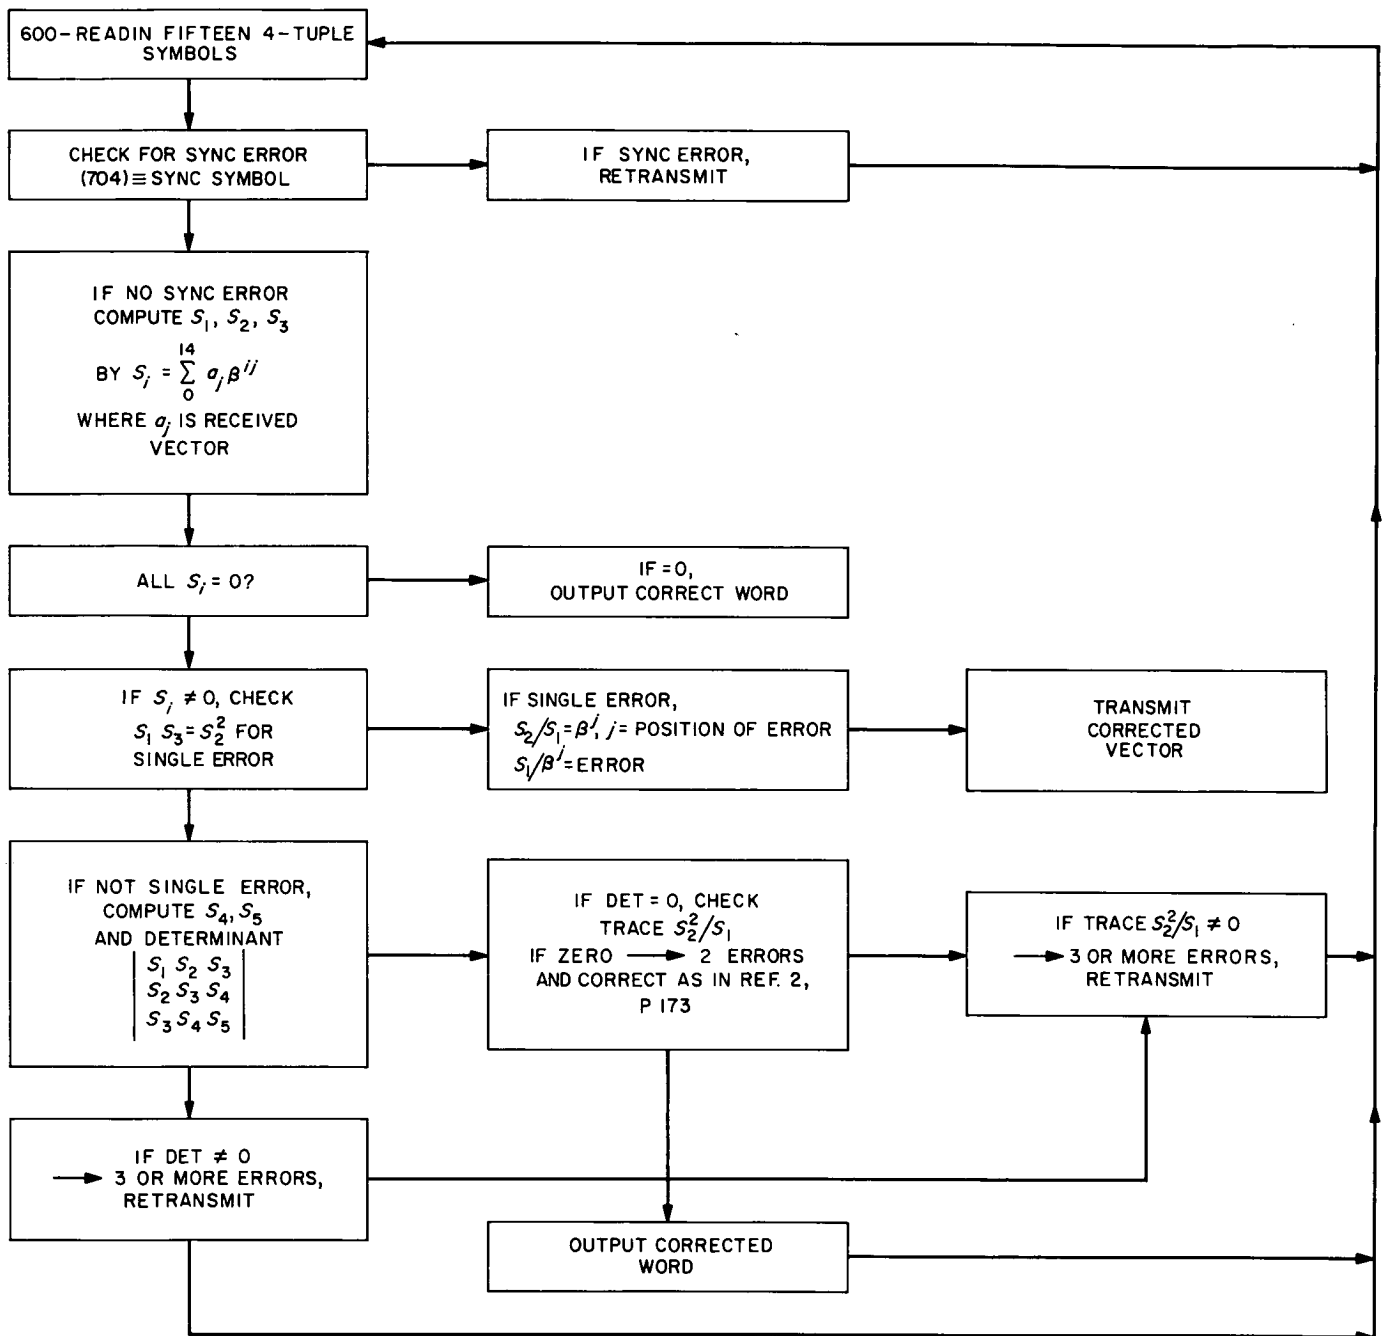 600-READIN FIFTEEN 4-TUPLE
SYMBOLS
CHECK FOR SYNC ERROR
(704) ≡ SYNC SYMBOL
IF SYNC ERROR,
RETRANSMIT
IF NO SYNC ERROR
COMPUTE S₁, S₂, S₃
14
BY Sᵢ = Σ aⱼ βⁱʲ
0
WHERE aⱼ IS RECEIVED
VECTOR
ALL Sᵢ = 0?
IF = 0,
OUTPUT CORRECT WORD
IF Sᵢ ≠ 0, CHECK
S₁ S₃ = S₂² FOR
SINGLE ERROR
IF SINGLE ERROR,
S₂/S₁ = βʲ, j = POSITION OF ERROR
S₁/βʲ = ERROR
TRANSMIT
CORRECTED
VECTOR
IF NOT SINGLE ERROR,
COMPUTE S₄, S₅
AND DETERMINANT
| S₁ S₂ S₃ |
| S₂ S₃ S₄ |
| S₃ S₄ S₅ |
IF DET = 0, CHECK
TRACE S₂²/S₁
IF ZERO → 2 ERRORS
AND CORRECT AS IN REF. 2,
P 173
IF TRACE S₂²/S₁ ≠ 0
→ 3 OR MORE ERRORS,
RETRANSMIT
IF DET ≠ 0
→ 3 OR MORE ERRORS,
RETRANSMIT
OUTPUT CORRECTED
WORD